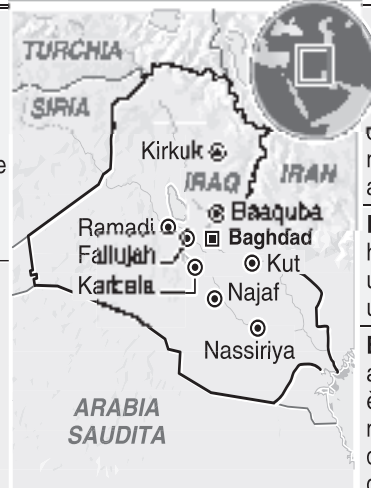 TURCHIA
SIRIA
Kirkuk
IRAQ
IRAN
Baaquba
Ramadi
Baghdad
Fallujah
Kut
Karbala
Najaf
Nassiriya
ARABIA
SAUDITA